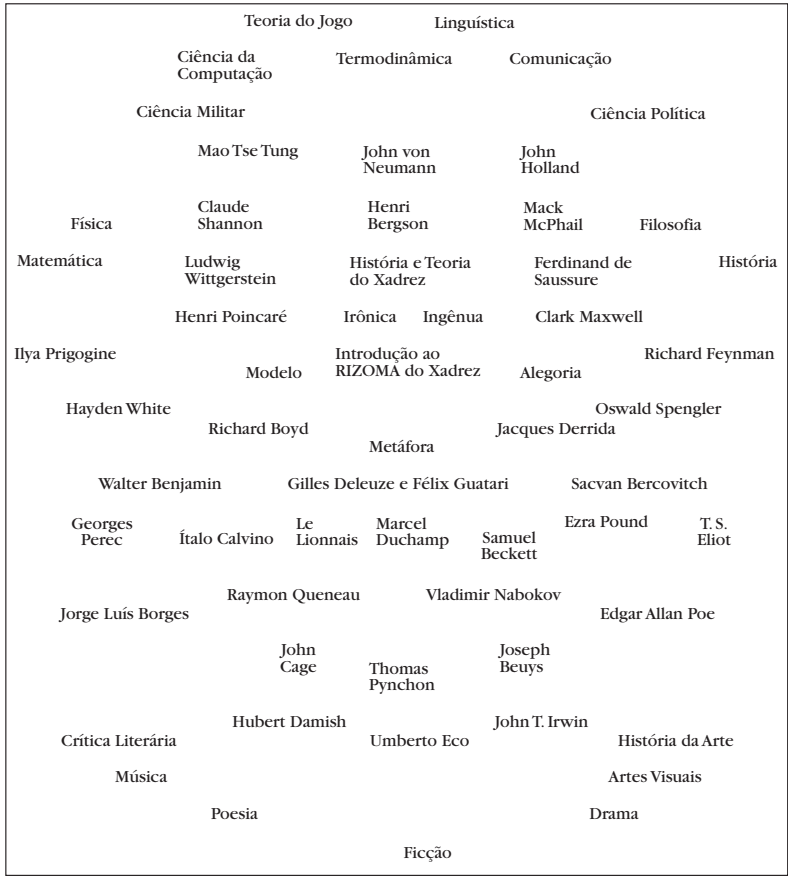 Teoria do Jogo
Linguística
Ciência da
Computação
Termodinâmica
Comunicação
Ciência Militar
Ciência Política
Mao Tse Tung
John von
Neumann
John
Holland
Física
Claude
Shannon
Henri
Bergson
Mack
McPhail
Filosofia
Matemática
Ludwig
Wittgerstein
História e Teoria
do Xadrez
Ferdinand de
Saussure
História
Henri Poincaré
Irônica
Ingênua
Clark Maxwell
Ilya Prigogine
Modelo
Introdução ao
RIZOMA do Xadrez
Alegoria
Richard Feynman
Hayden White
Oswald Spengler
Richard Boyd
Jacques Derrida
Metáfora
Walter Benjamin
Gilles Deleuze e Félix Guatari
Sacvan Bercovitch
Georges
Perec
Ítalo Calvino
Le
Lionnais
Marcel
Duchamp
Samuel
Beckett
Ezra Pound
T. S.
Eliot
Raymon Queneau
Vladimir Nabokov
Jorge Luís Borges
Edgar Allan Poe
John
Cage
Thomas
Pynchon
Joseph
Beuys
Hubert Damish
John T. Irwin
Crítica Literária
Umberto Eco
História da Arte
Música
Artes Visuais
Poesia
Drama
Ficção